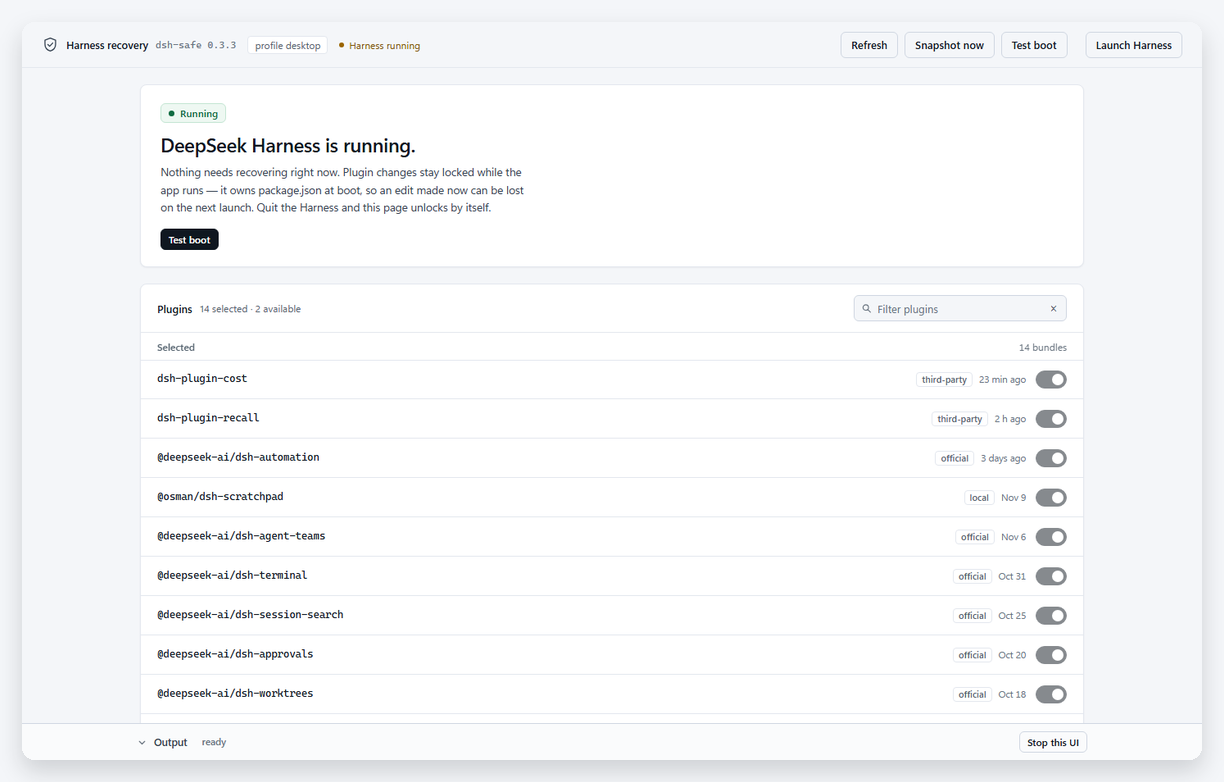 Harness recovery dsh-safe 0.3.3 profile desktop Harness running Refresh Snapshot now Test boot Launch Harness
Running
DeepSeek Harness is running.
Nothing needs recovering right now. Plugin changes stay locked while the
app runs — it owns package.json at boot, so an edit made now can be lost
on the next launch. Quit the Harness and this page unlocks by itself.
Test boot
Plugins 14 selected · 2 available Filter plugins ×
Selected 14 bundles
dsh-plugin-cost third-party 23 min ago
dsh-plugin-recall third-party 2 h ago
@deepseek-ai/dsh-automation official 3 days ago
@osman/dsh-scratchpad local Nov 9
@deepseek-ai/dsh-agent-teams official Nov 6
@deepseek-ai/dsh-terminal official Oct 31
@deepseek-ai/dsh-session-search official Oct 25
@deepseek-ai/dsh-approvals official Oct 20
@deepseek-ai/dsh-worktrees official Oct 18
Output ready Stop this UI